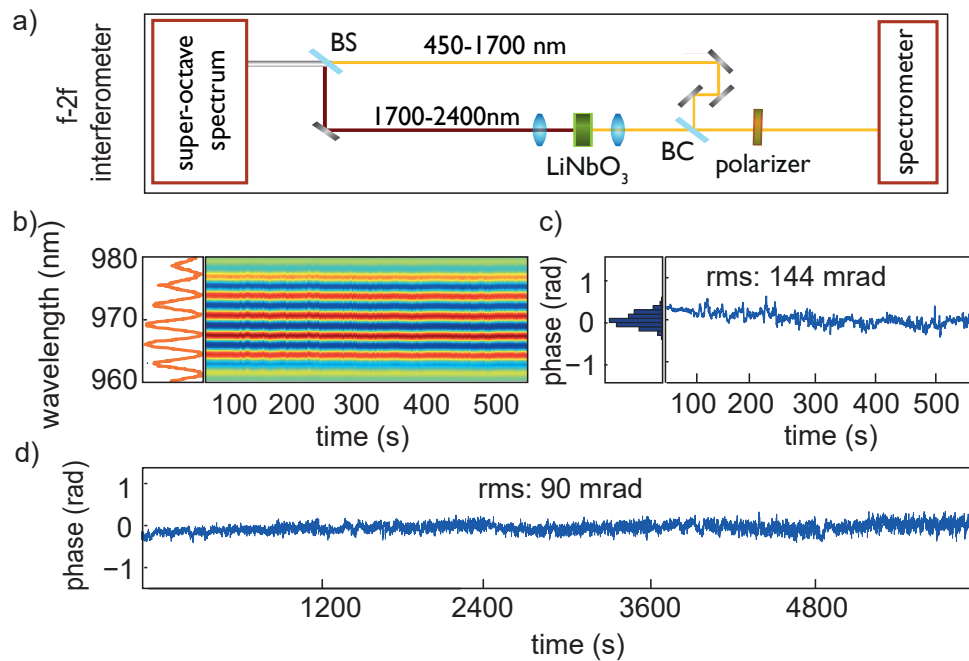 a)
f-2f
interferometer
super-octave
spectrum
BS
450-1700 nm
1700-2400nm
LiNbO3
BC
polarizer
spectrometer
b)
wavelength (nm)
980
970
960
100 200 300 400 500
time (s)
c)
phase (rad)
1
0
−1
rms: 144 mrad
100 200 300 400 500
time (s)
d)
phase (rad)
1
0
−1
rms: 90 mrad
1200 2400 3600 4800
time (s)